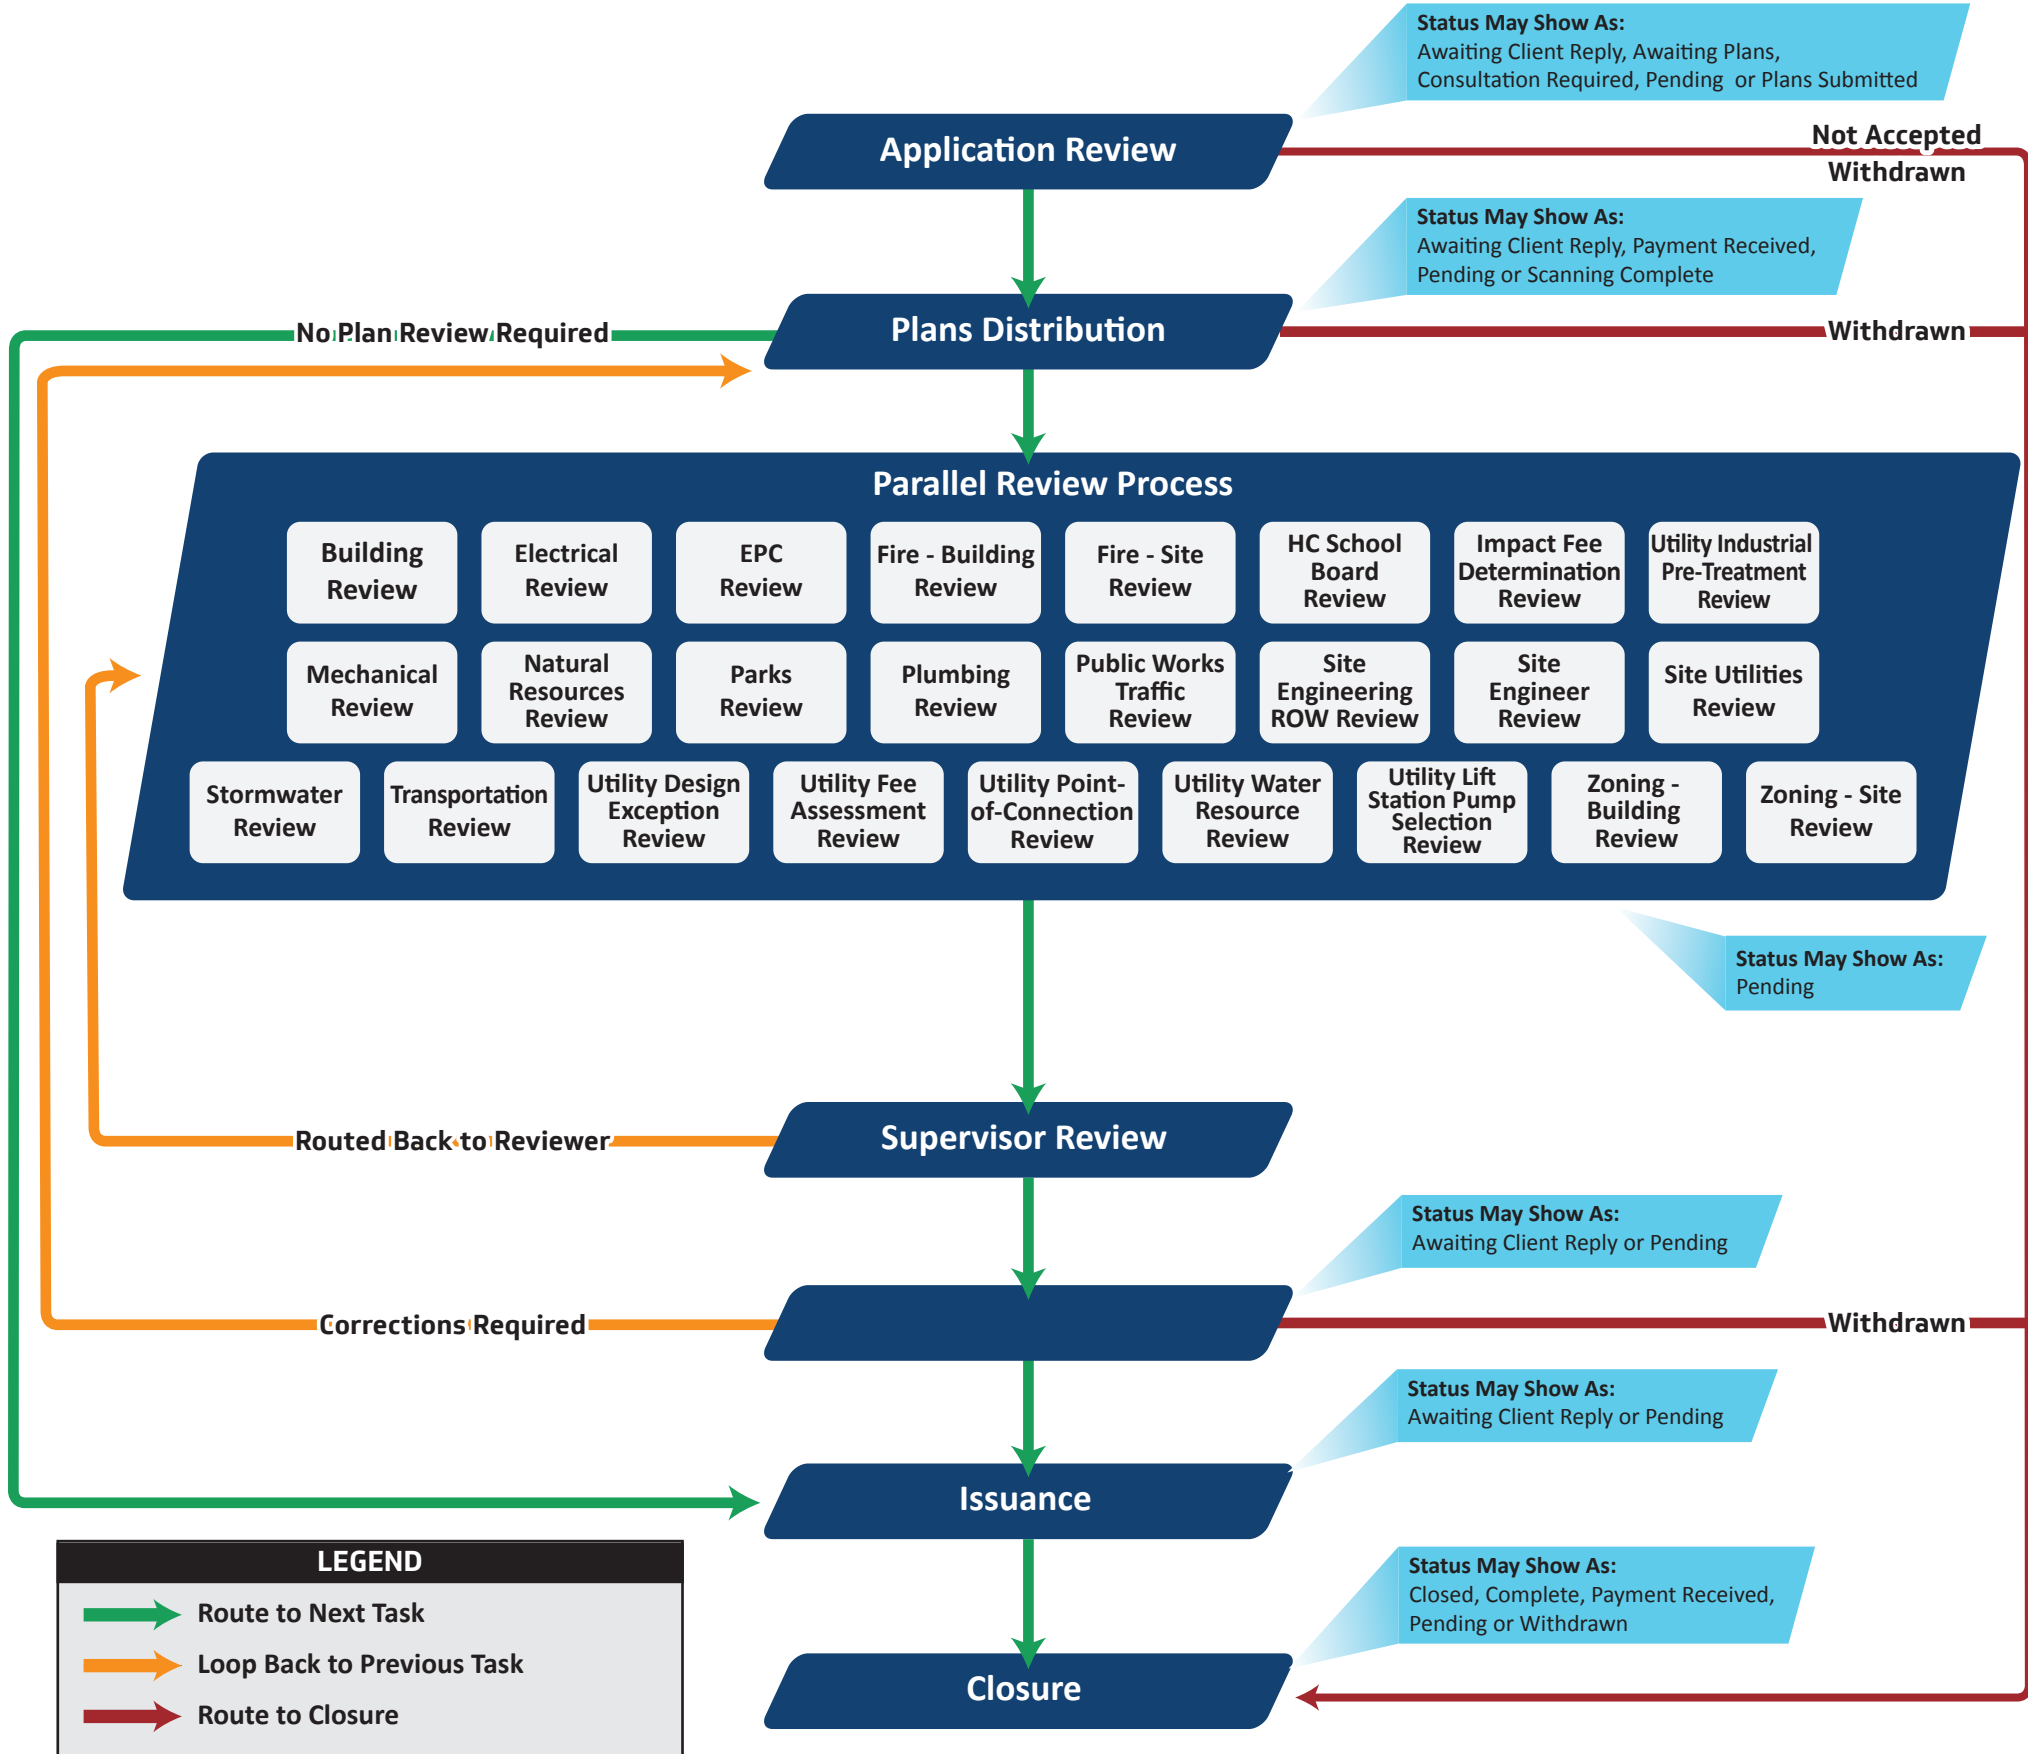 Status May Show As:
Awaiting Client Reply, Awaiting Plans,
Consultation Required, Pending or Plans Submitted
Application Review
Not Accepted
Withdrawn
Status May Show As:
Awaiting Client Reply, Payment Received,
Pending or Scanning Complete
No Plan Review Required
Plans Distribution
Withdrawn
Parallel Review Process
Building
Review
Electrical
Review
EPC
Review
Fire - Building
Review
Fire - Site
Review
HC School
Board
Review
Impact Fee
Determination
Review
Utility Industrial
Pre-Treatment
Review
Mechanical
Review
Natural
Resources
Review
Parks
Review
Plumbing
Review
Public Works
Traffic
Review
Site
Engineering
ROW Review
Site
Engineer
Review
Site Utilities
Review
Stormwater
Review
Transportation
Review
Utility Design
Exception
Review
Utility Fee
Assessment
Review
Utility Point-
of-Connection
Review
Utility Water
Resource
Review
Utility Lift
Station Pump
Selection
Review
Zoning -
Building
Review
Zoning - Site
Review
Status May Show As:
Pending
Routed Back to Reviewer
Supervisor Review
Status May Show As:
Awaiting Client Reply or Pending
Corrections Required
Withdrawn
Status May Show As:
Awaiting Client Reply or Pending
Issuance
LEGEND
Route to Next Task
Loop Back to Previous Task
Route to Closure
Status May Show As:
Closed, Complete, Payment Received,
Pending or Withdrawn
Closure